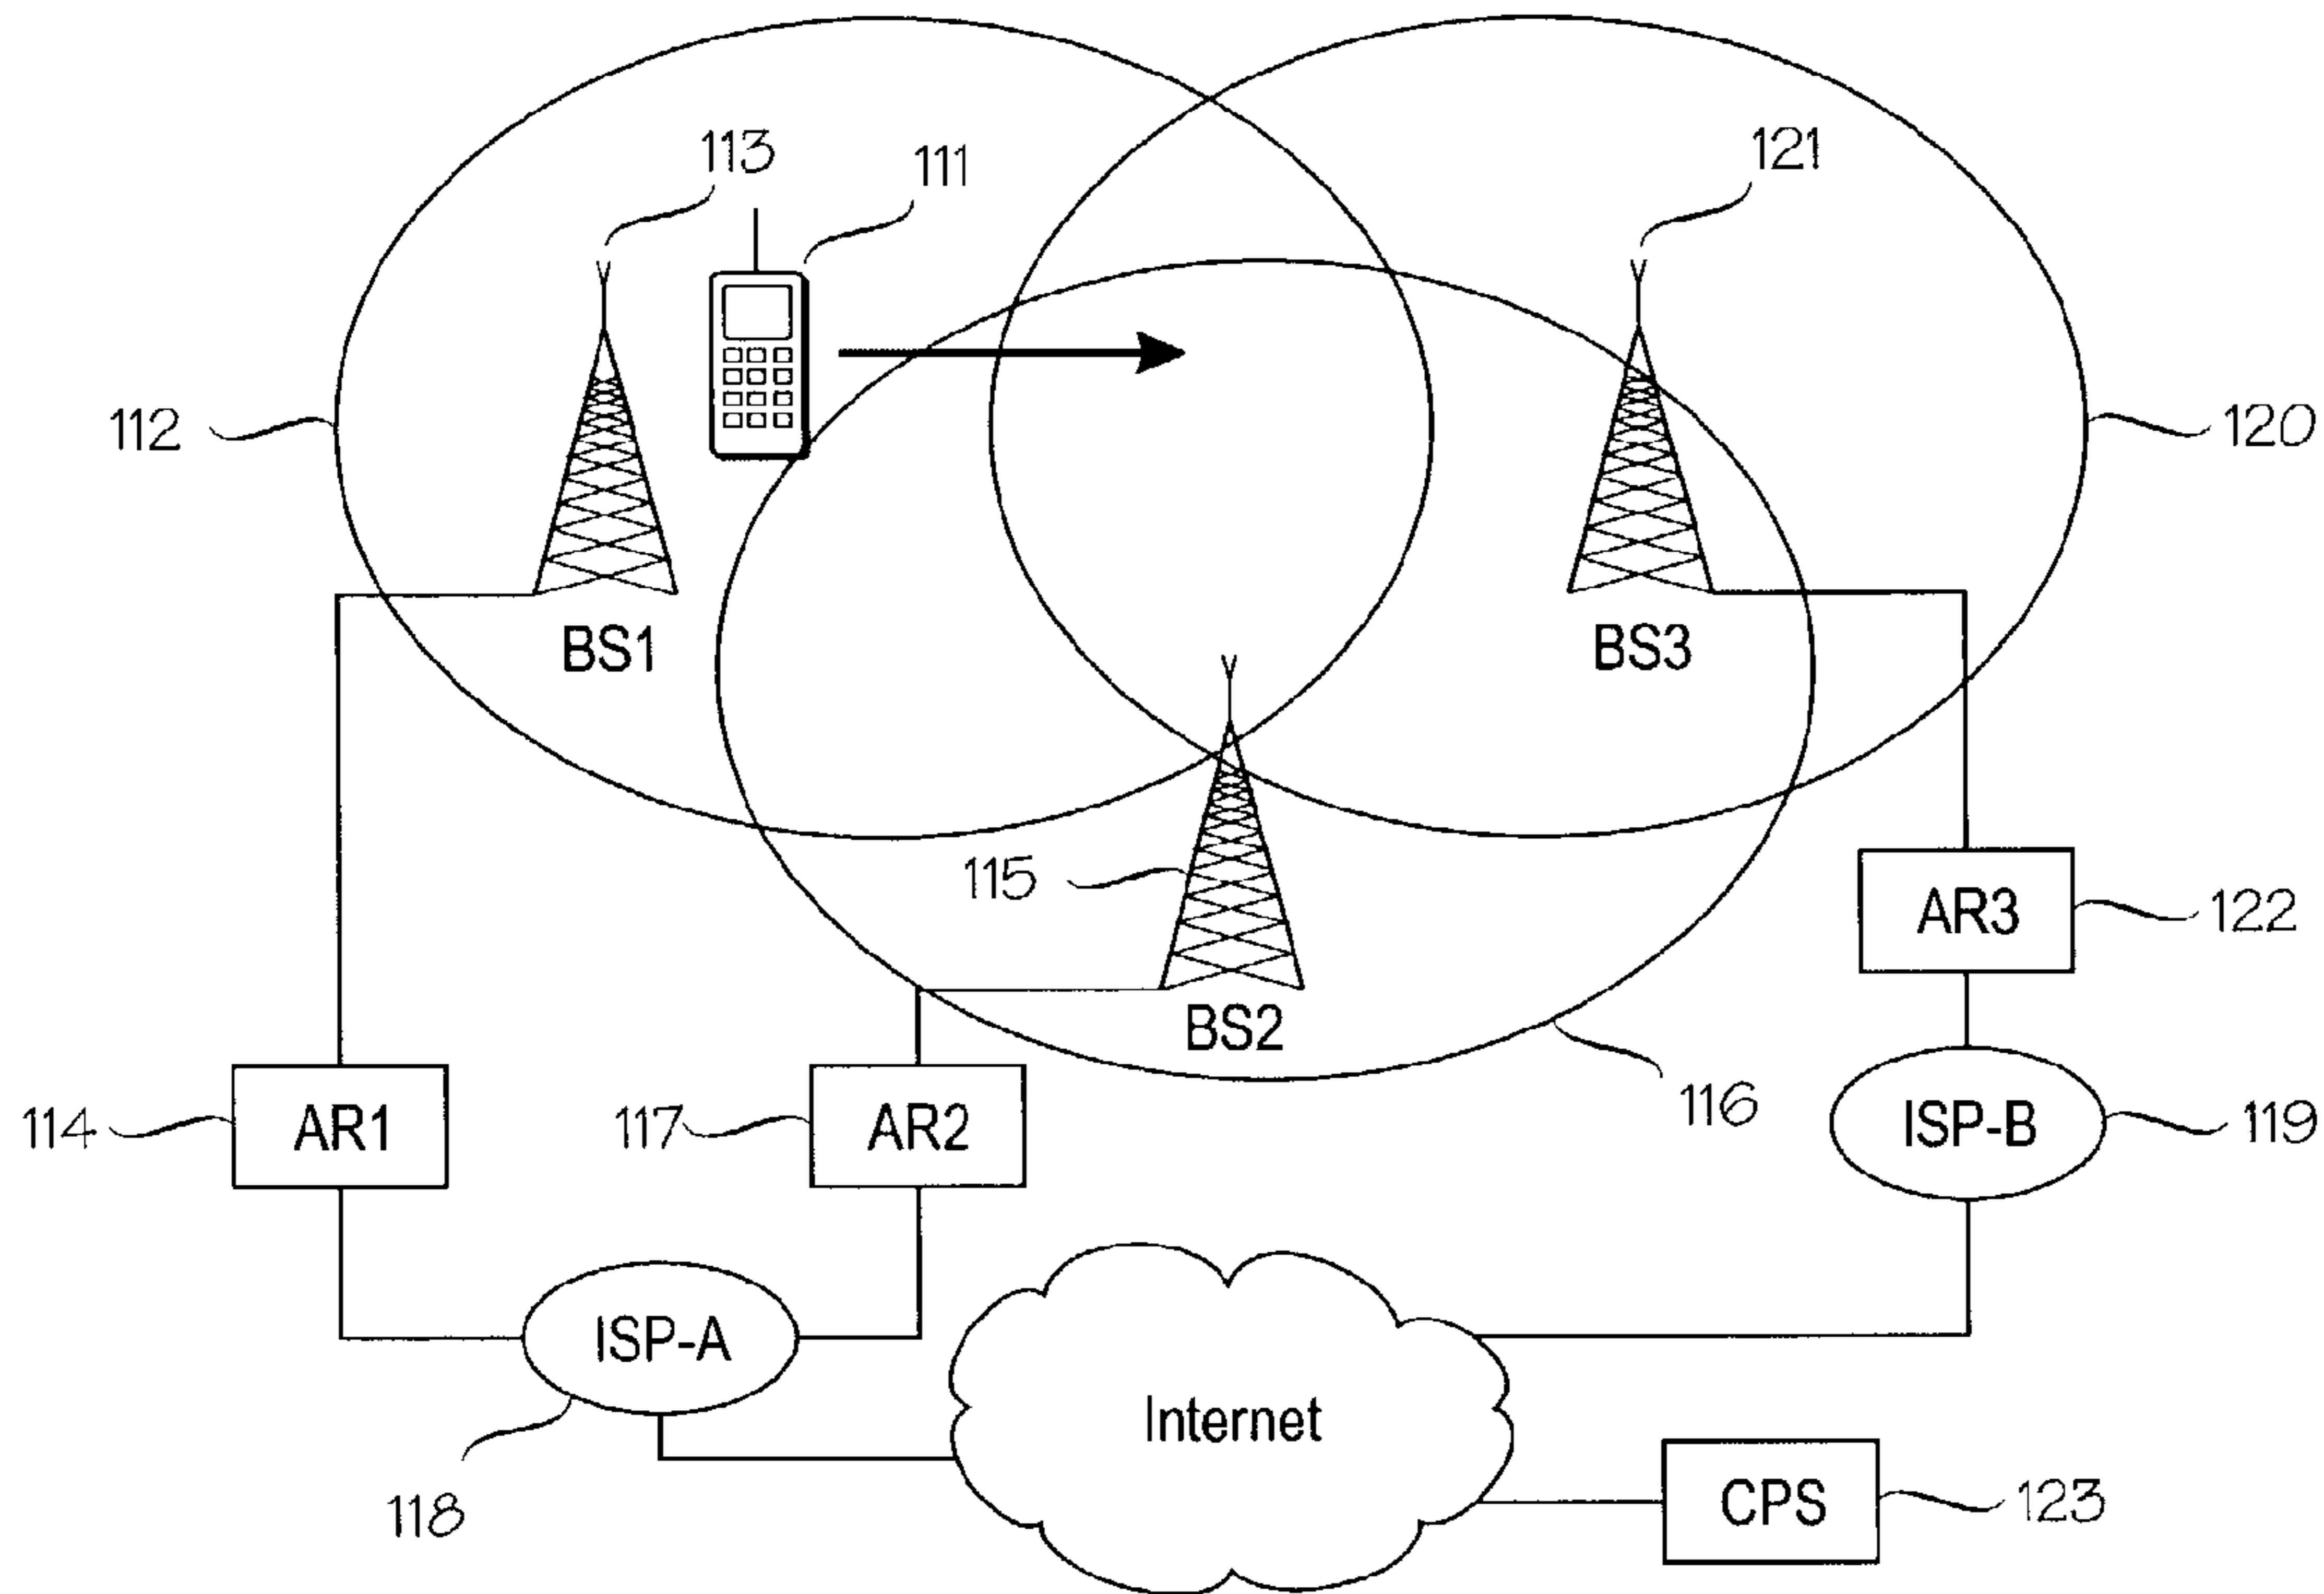 113
111
121
112
120
BS1
BS3
115
AR3
122
BS2
114
AR1
117
AR2
116
ISP-B
119
ISP-A
Internet
118
CPS
123